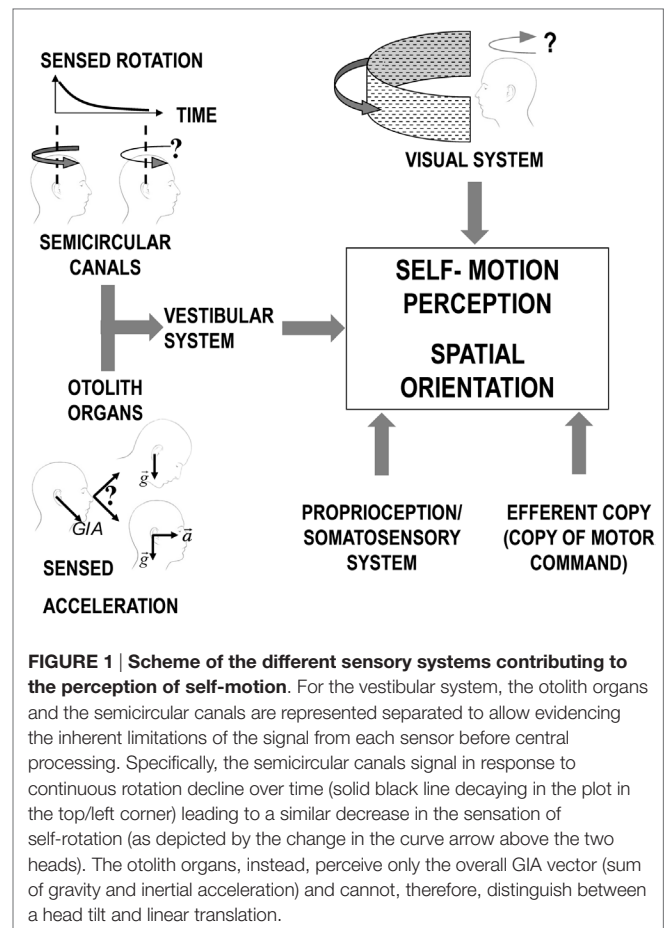 SENSED ROTATION
TIME
?
SEMICIRCULAR
CANALS
VESTIBULAR
SYSTEM
OTOLITH
ORGANS
g⃗
?
GIA
g⃗
a⃗
SENSED
ACCELERATION
?
VISUAL SYSTEM
SELF- MOTION
PERCEPTION
SPATIAL
ORIENTATION
PROPRIOCEPTION/
SOMATOSENSORY
SYSTEM
EFFERENT COPY
(COPY OF MOTOR
COMMAND)
FIGURE 1 | Scheme of the different sensory systems contributing to
the perception of self-motion. For the vestibular system, the otolith organs
and the semicircular canals are represented separated to allow evidencing
the inherent limitations of the signal from each sensor before central
processing. Specifically, the semicircular canals signal in response to
continuous rotation decline over time (solid black line decaying in the plot in
the top/left corner) leading to a similar decrease in the sensation of
self-rotation (as depicted by the change in the curve arrow above the two
heads). The otolith organs, instead, perceive only the overall GIA vector (sum
of gravity and inertial acceleration) and cannot, therefore, distinguish between
a head tilt and linear translation.